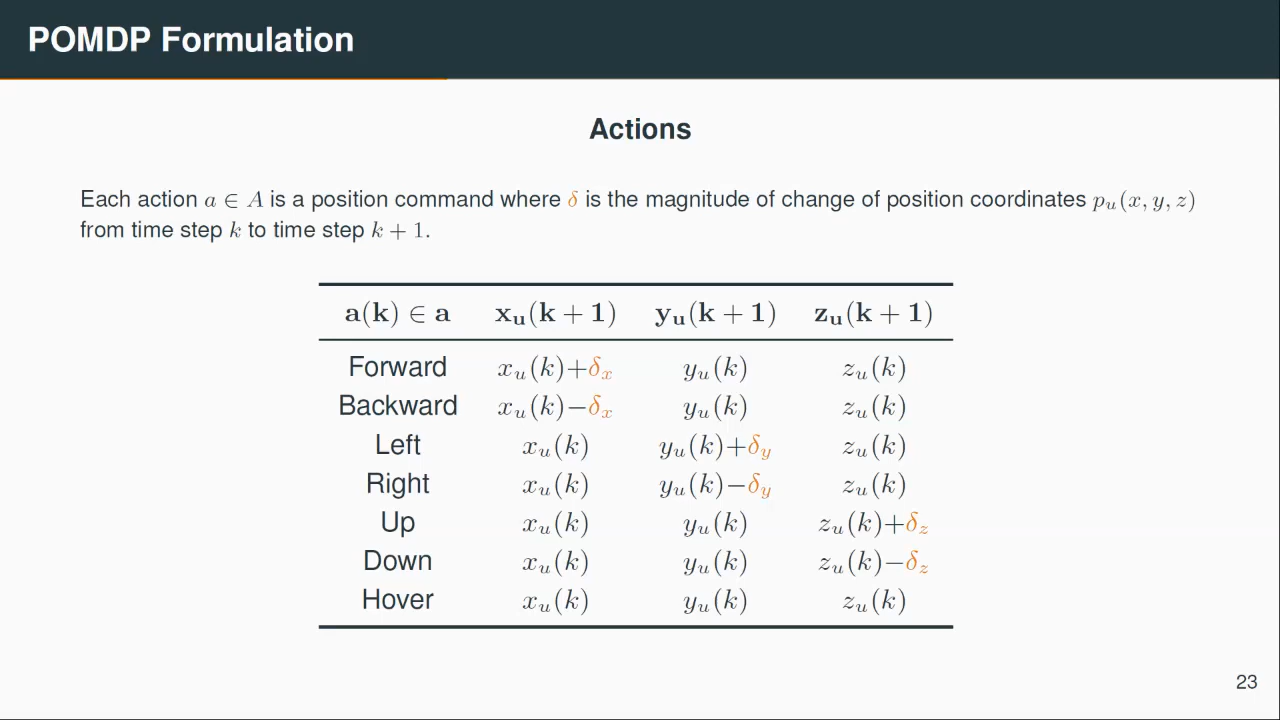 POMDP Formulation
Actions
Each action a ∈ A is a position command where δ is the magnitude of change of position coordinates p_u(x, y, z)
from time step k to time step k + 1.
a(k) ∈ a x_u(k + 1) y_u(k + 1) z_u(k + 1)
Forward x_u(k)+δ_x y_u(k) z_u(k)
Backward x_u(k)−δ_x y_u(k) z_u(k)
Left x_u(k) y_u(k)+δ_y z_u(k)
Right x_u(k) y_u(k)−δ_y z_u(k)
Up x_u(k) y_u(k) z_u(k)+δ_z
Down x_u(k) y_u(k) z_u(k)−δ_z
Hover x_u(k) y_u(k) z_u(k)
23